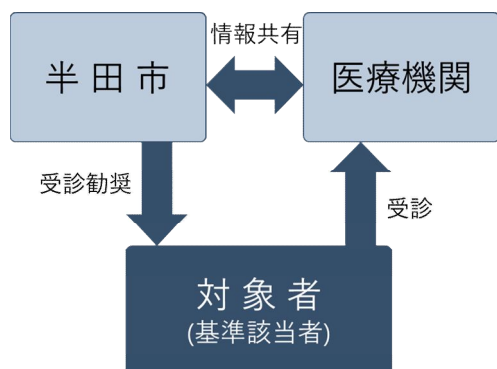 情報共有
半田市
医療機関
受診勧奨
受診
対象者
(基準該当者)